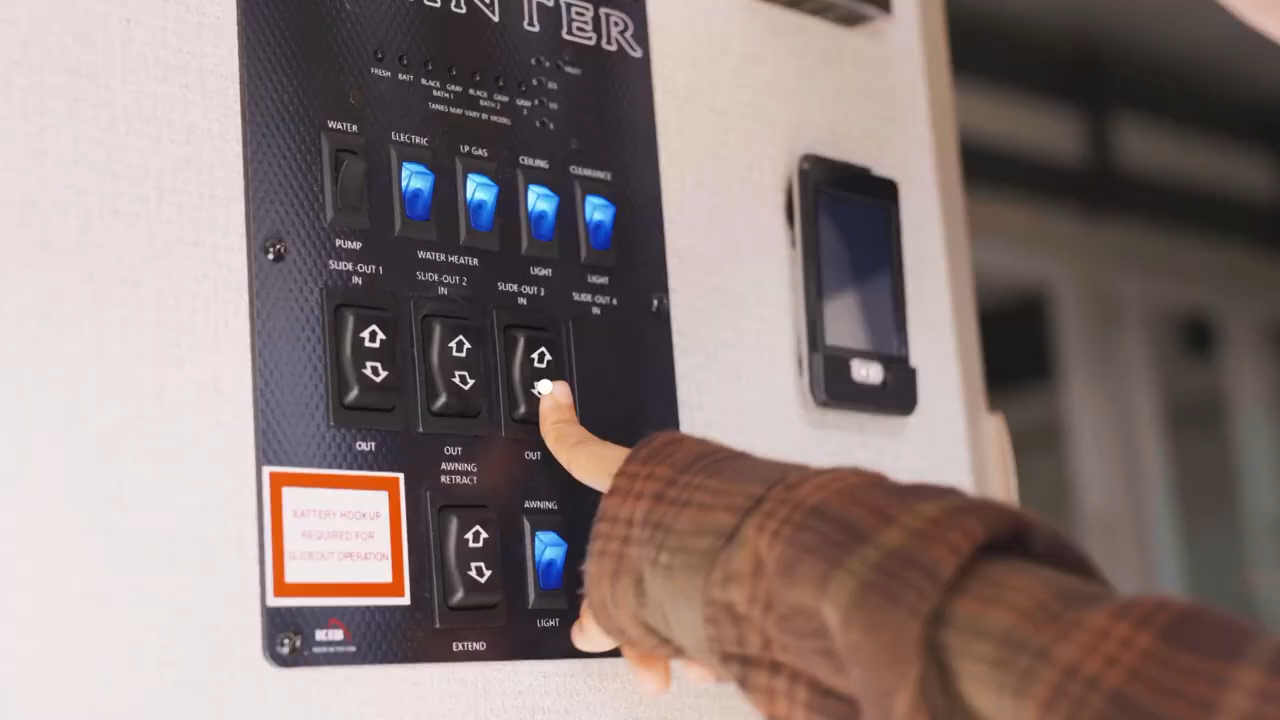 FRESH BATT BLACK GRAY BLACK GRAY GRAY
BATH 1 BATH 2
TANKS MAY VARY BY MODEL
WATER ELECTRIC LP GAS CEILING CLEARANCE
PUMP WATER HEATER LIGHT LIGHT
SLIDE-OUT 1 SLIDE-OUT 2 SLIDE-OUT 3 SLIDE-OUT 4
IN IN IN IN
OUT OUT OUT
AWNING
RETRACT
AWNING
BATTERY HOOKUP
REQUIRED FOR
SLIDEOUT OPERATION
EXTEND LIGHT